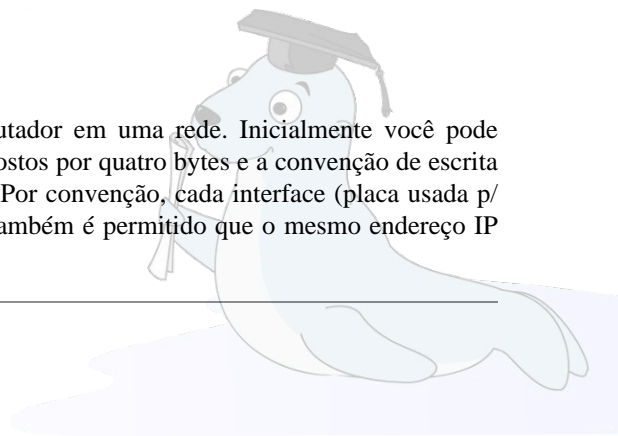 utador em uma rede. Inicialmente você pode
ostos por quatro bytes e a convenção de escrita
Por convenção, cada interface (placa usada p/
também é permitido que o mesmo endereço IP